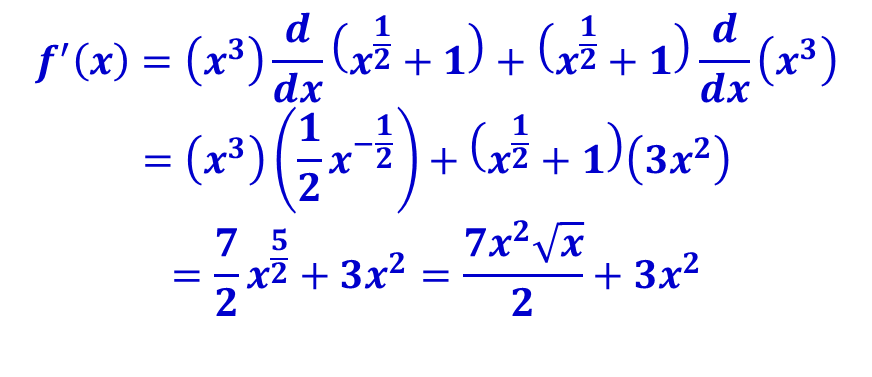 f′(x) = (x³) d/dx (x^{1/2} + 1) + (x^{1/2} + 1) d/dx (x³)
= (x³) (1/2 x^{−1/2}) + (x^{1/2} + 1)(3x²)
= 7/2 x^{5/2} + 3x² = 7x²√x/2 + 3x²